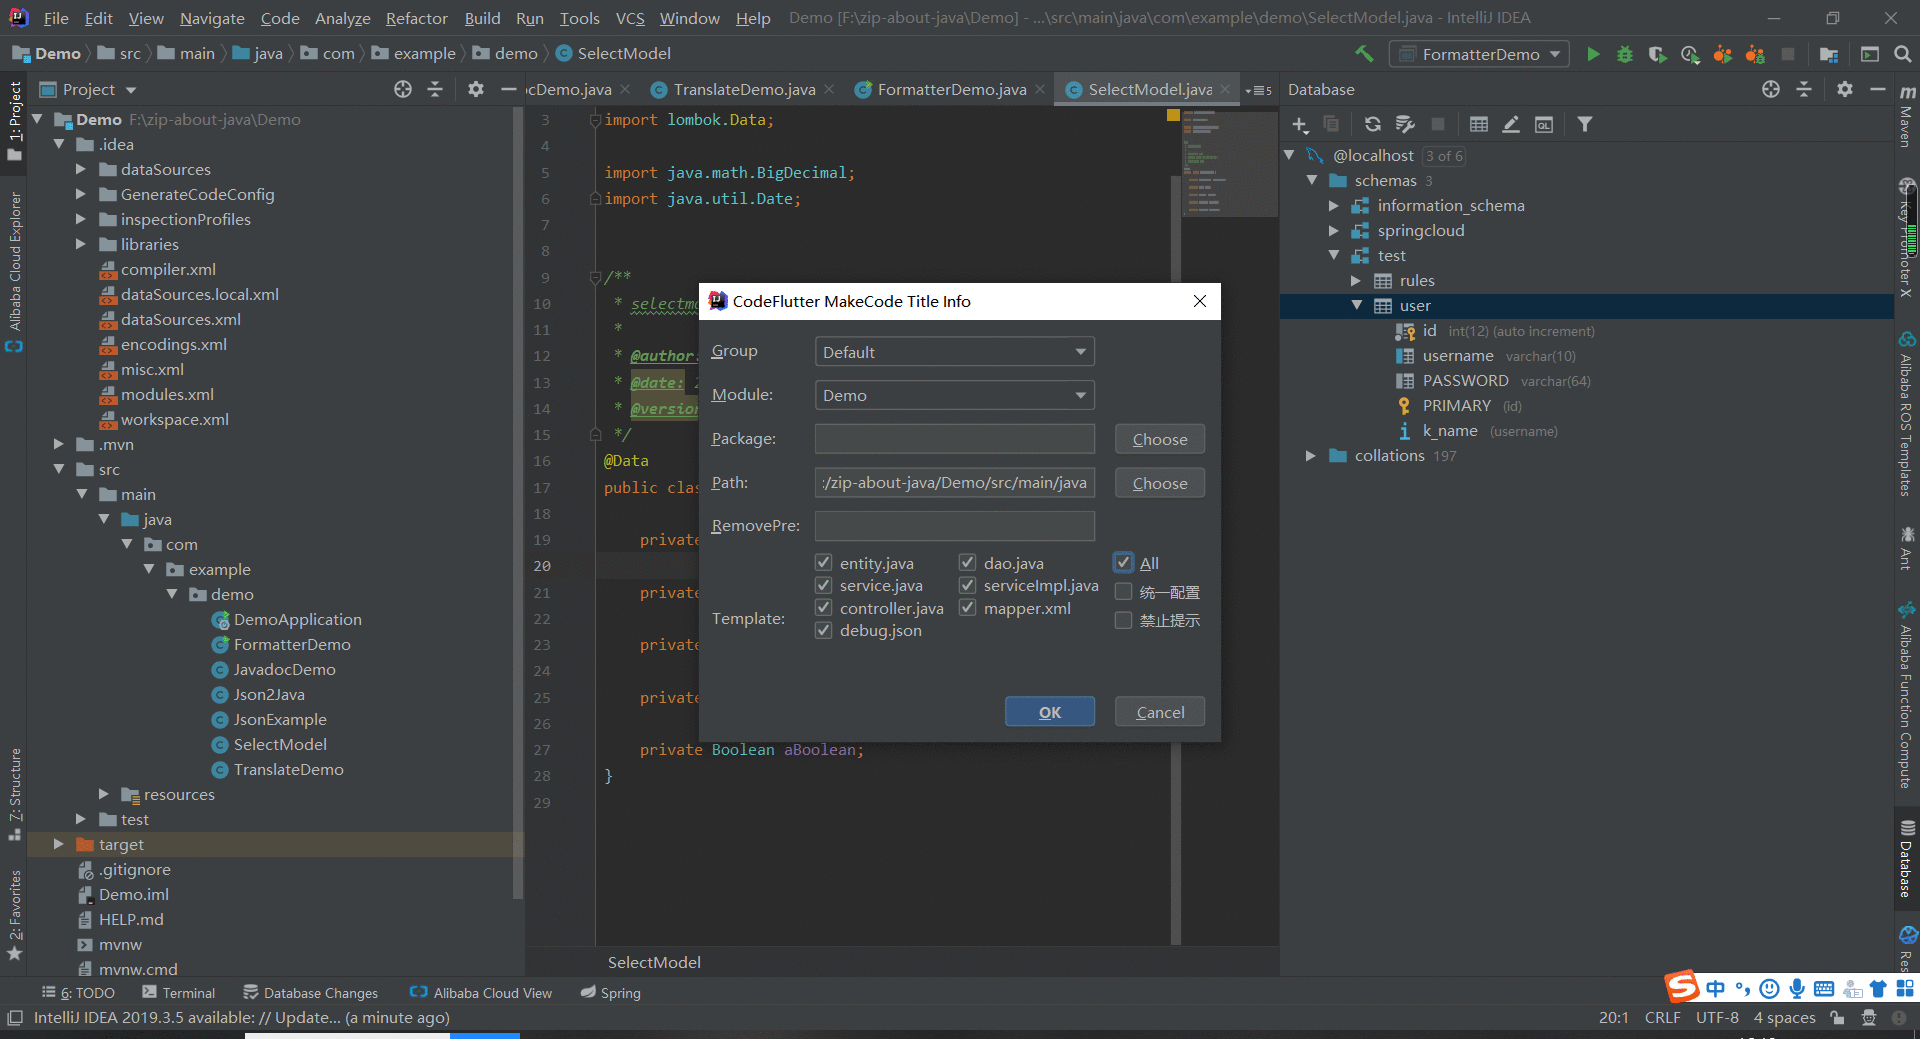 File Edit View Navigate Code Analyze Refactor Build Run Tools VCS Window Help Demo [F:\zip-about-java\Demo] - ...\src\main\java\com\example\demo\SelectModel.java - IntelliJ IDEA
Demo src main java com example demo SelectModel
FormatterDemo
1: Project
Alibaba Cloud Explorer
7: Structure
2: Favorites
Project
Demo F:\zip-about-java\Demo
.idea
dataSources
GenerateCodeConfig
inspectionProfiles
libraries
compiler.xml
dataSources.local.xml
dataSources.xml
encodings.xml
misc.xml
modules.xml
workspace.xml
.mvn
src
main
java
com
example
demo
DemoApplication
FormatterDemo
JavadocDemo
Json2Java
JsonExample
SelectModel
TranslateDemo
resources
test
target
.gitignore
Demo.iml
HELP.md
mvnw
mvnw.cmd
ocDemo.java TranslateDemo.java FormatterDemo.java SelectModel.java 5
3 import lombok.Data;
4
5 import java.math.BigDecimal;
6 import java.util.Date;
7
8
9 /**
10 * selectmo
11 *
12 * @author:
13 * @date: 2
14 * @version
15 */
16 @Data
17 public clas
18
19 private
20
21 private
22
23 private
24
25 private
26
27 private Boolean aBoolean;
28 }
29
SelectModel
CodeFlutter MakeCode Title Info
Group Default
Module: Demo
Package: Choose
Path: :/zip-about-java/Demo/src/main/java Choose
RemovePre:
Template:
entity.java dao.java All
service.java serviceImpl.java 统一配置
controller.java mapper.xml 禁止提示
debug.json
OK Cancel
Database
QL
@localhost 3 of 6
schemas 3
information_schema
springcloud
test
rules
user
id int(12) (auto increment)
username varchar(10)
PASSWORD varchar(64)
PRIMARY (id)
k_name (username)
collations 197
Maven
Key Promoter X
Alibaba ROS Templates
Ant
Alibaba Function Compute
Database
Res
6: TODO Terminal Database Changes Alibaba Cloud View Spring
中
IntelliJ IDEA 2019.3.5 available: // Update... (a minute ago)
20:1 CRLF UTF-8 4 spaces